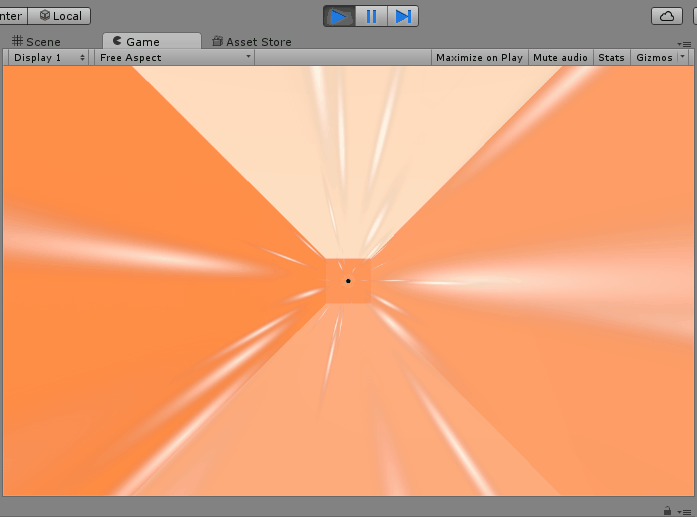 nter Local
Scene Game Asset Store
Display 1 Free Aspect Maximize on Play Mute audio Stats Gizmos